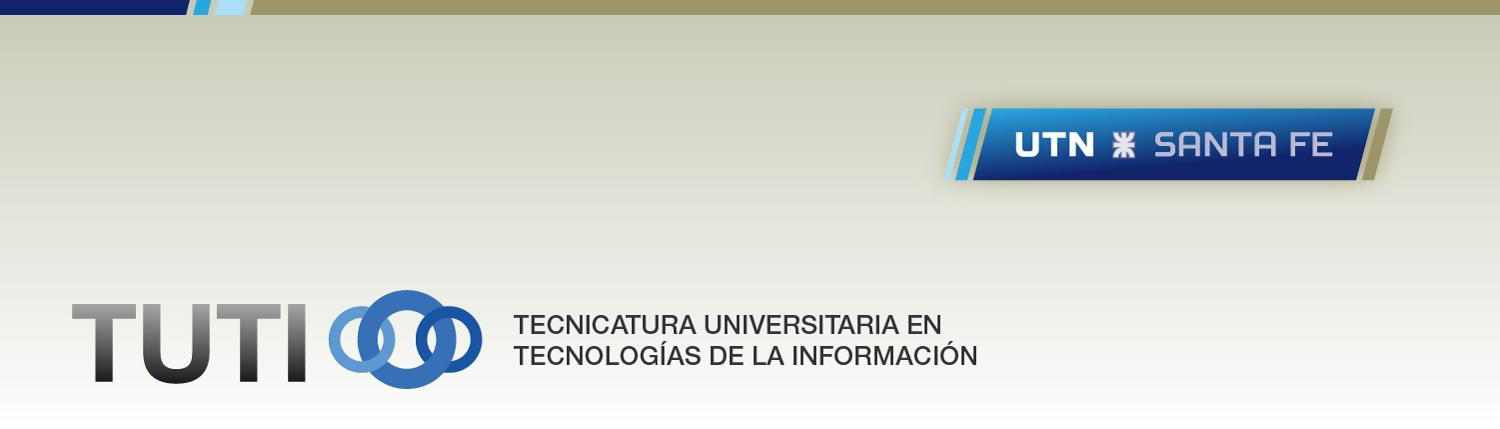 UTN SANTA FE
TUTI
TECNICATURA UNIVERSITARIA EN
TECNOLOGÍAS DE LA INFORMACIÓN